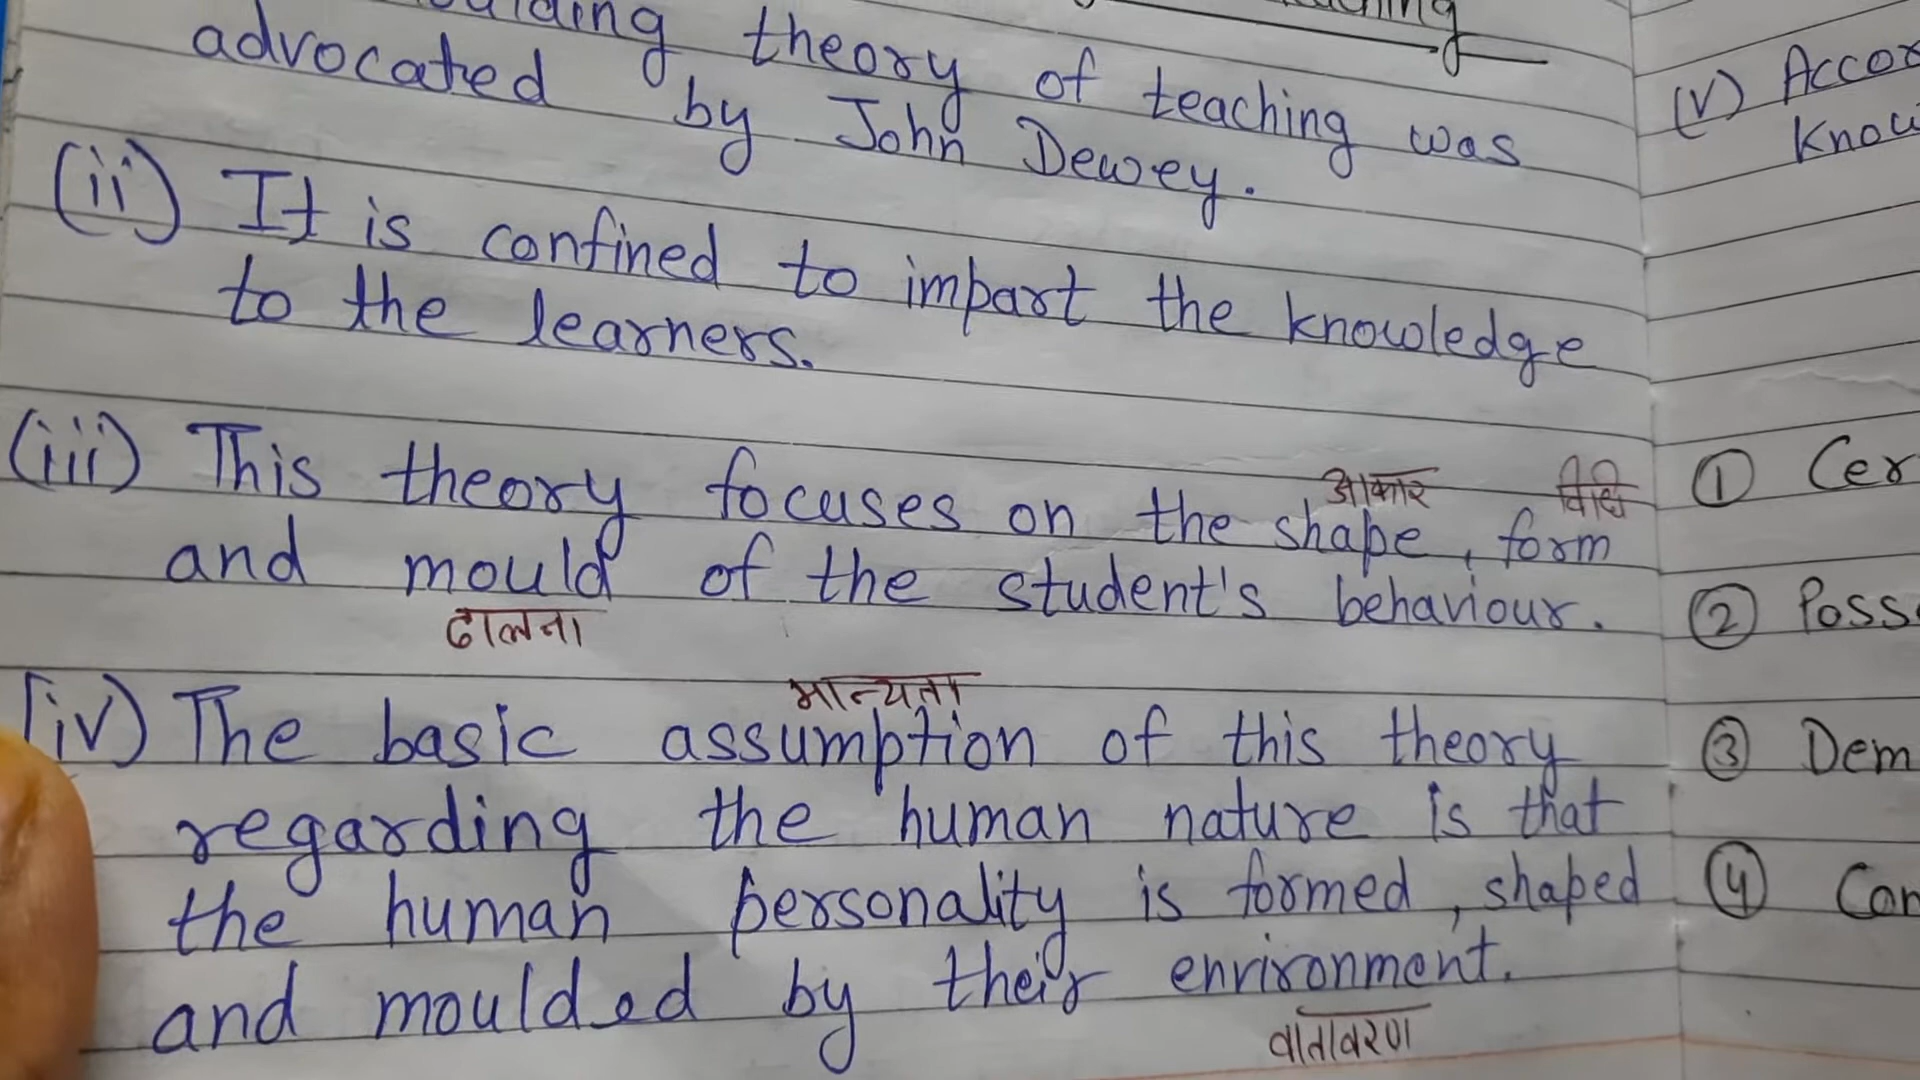 theory of teaching was
advocated by John Dewey.
(ii) It is confined to impart the knowledge
to the learners.
आकार विधि
(iii) This theory focuses on the shape, form
and mould of the student's behaviour.
ढालना
मान्यता
(iv) The basic assumption of this theory
regarding the human nature is that
the human personality is formed, shaped
and moulded by their environment.
वातावरण
(v) Accor
Know
① Cer
② Poss
③ Dem
④ Con